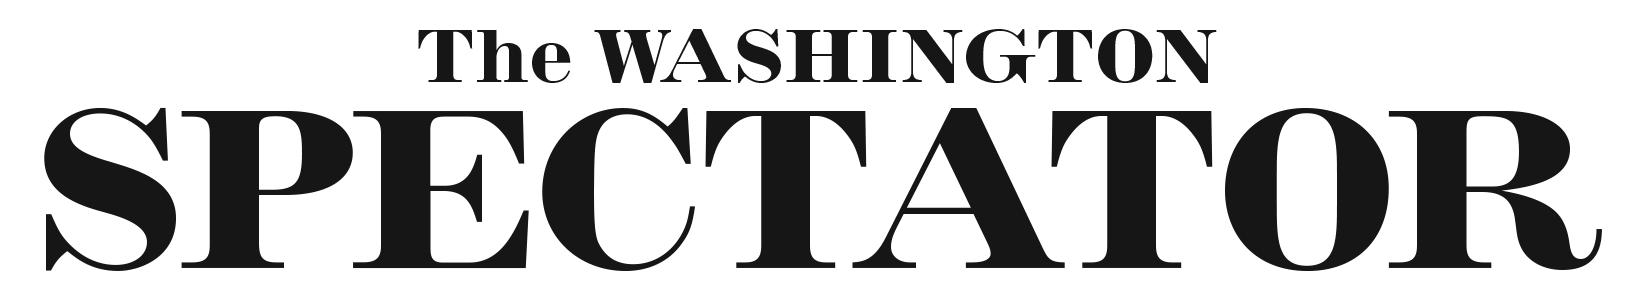 The WASHINGTON
SPECTATOR